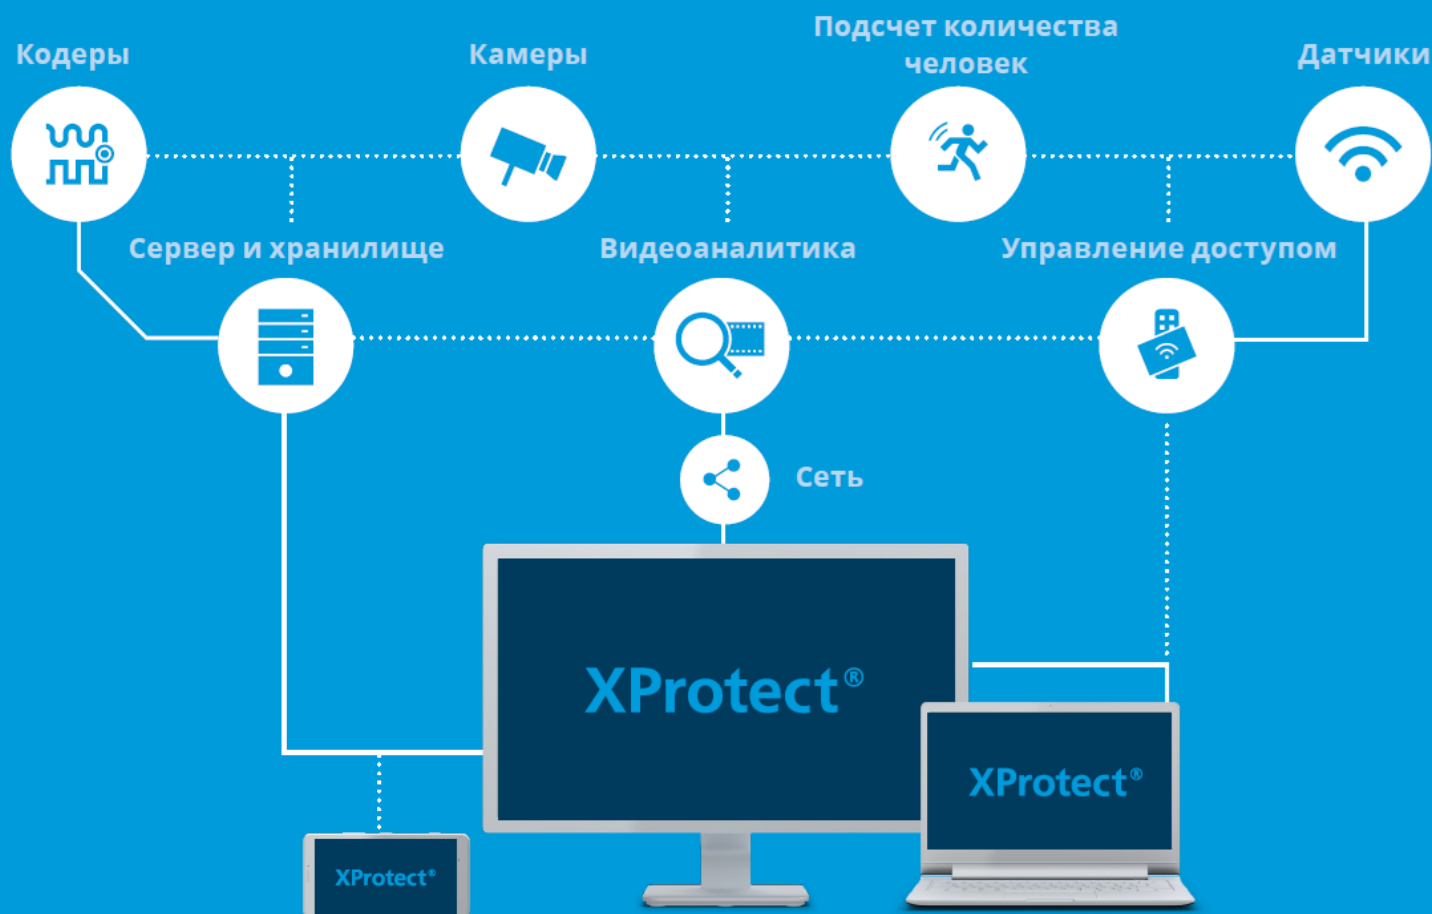 Кодеры
Камеры
Подсчет количества
человек
Датчики
Сервер и хранилище
Видеоаналитика
Управление доступом
Сеть
XProtect®
XProtect®
XProtect®